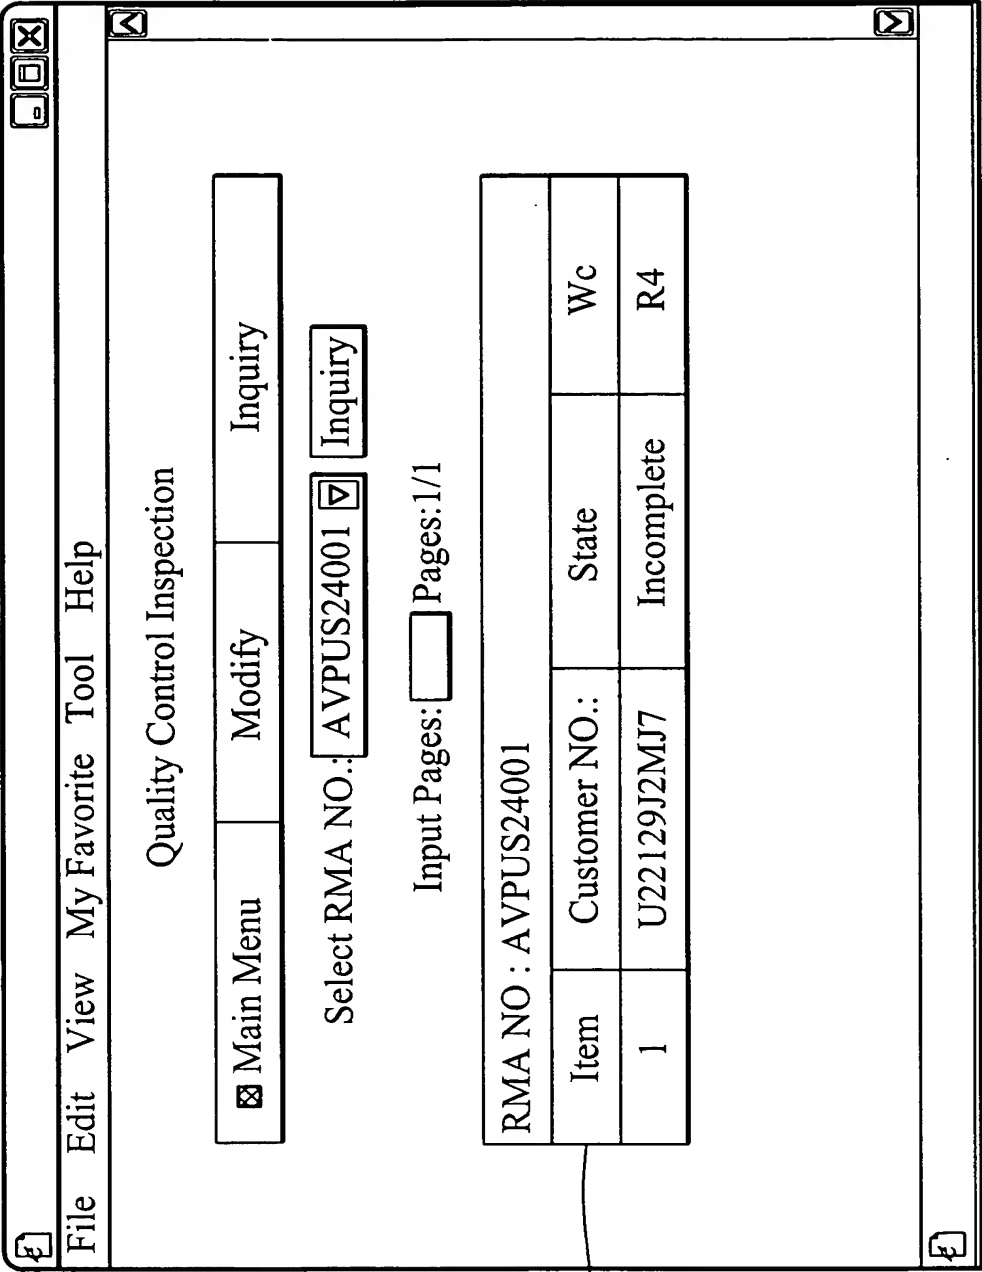 File Edit View My Favorite Tool Help
Quality Control Inspection
Main Menu Modify Inquiry
Select RMA NO.: AVPUS24001 Inquiry
Input Pages: Pages:1/1
RMA NO : AVPUS24001
Item Customer NO.: State Wc
1 U22129J2MJ7 Incomplete R4